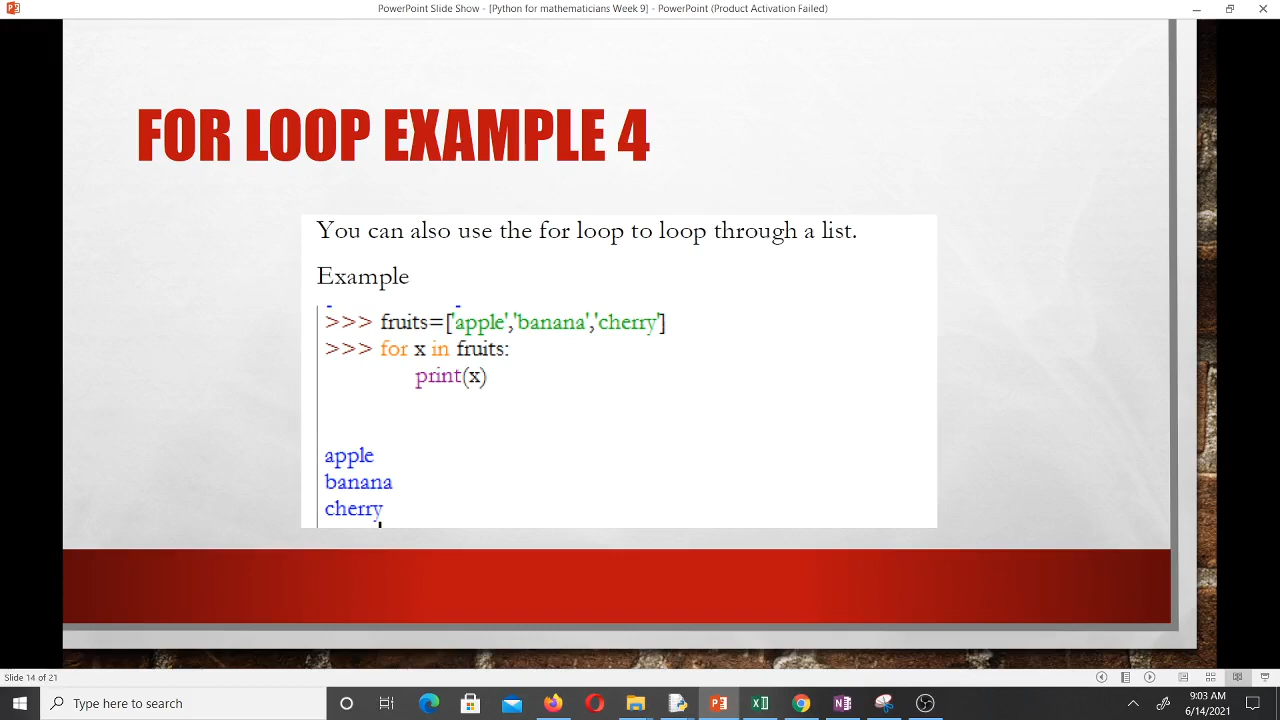 PowerPoint Slide Show - [Python for mathematicians Week 9] - PowerPoint (Product Activation Failed)
FOR LOOP EXAMPLE 4
You can also use the for loop to loop through a list.
Example
>>> fruits=['apple','banana','cherry']
>>> for x in fruits:
print(x)
apple
banana
cherry
Slide 14 of 21
Type here to search
9:03 AM
6/14/2021